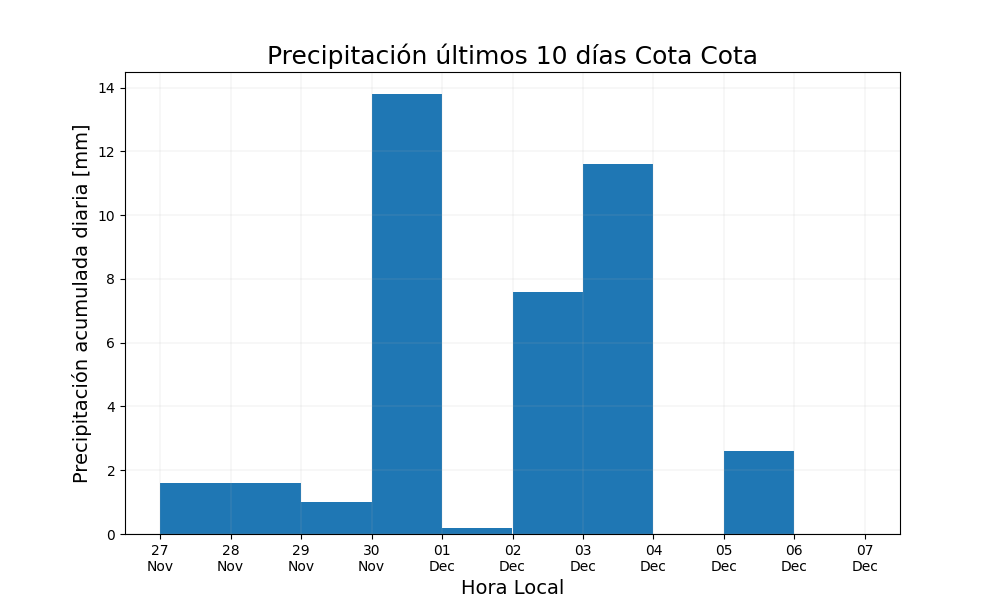 Precipitación últimos 10 días Cota Cota
Precipitación acumulada diaria [mm]
14
12
10
8
6
4
2
0
27 28 29 30 01 02 03 04 05 06 07
Nov Nov Nov Nov Dec Dec Dec Dec Dec Dec Dec
Hora Local